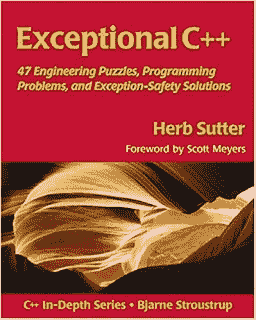 Exceptional C++
47 Engineering Puzzles, Programming
Problems, and Exception-Safety Solutions
Herb Sutter
Foreword by Scott Meyers
C++ In-Depth Series • Bjarne Stroustrup